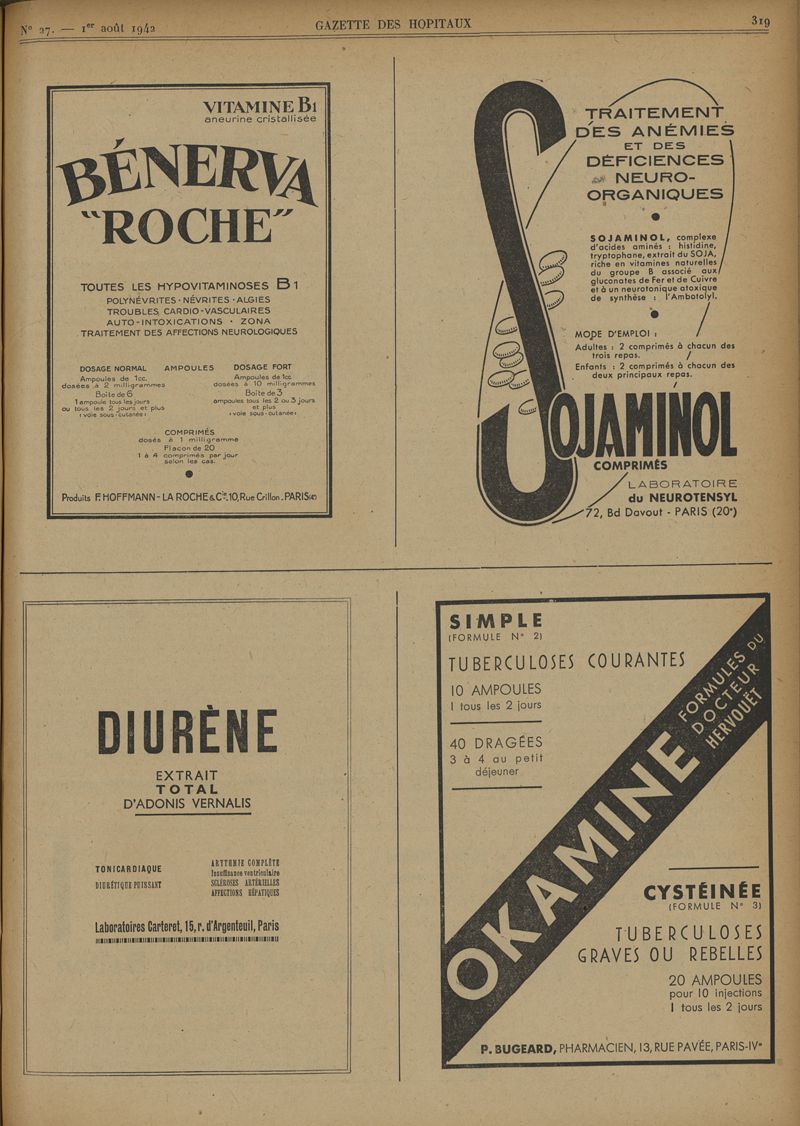 N° 27. — 1er août 1942
GAZETTE DES HOPITAUX
319
VITAMINE B1
aneurine cristallisée
BÉNERVA
"ROCHE"
TOUTES LES HYPOVITAMINOSES B1
POLYNÉVRITES - NÉVRITES - ALGIES
TROUBLES CARDIO-VASCULAIRES
AUTO-INTOXICATIONS - ZONA
TRAITEMENT DES AFFECTIONS NEUROLOGIQUES
DOSAGE NORMAL AMPOULES DOSAGE FORT
Ampoules de 1cc.
dosées à 2 milligrammes
Boîte de 6
1 ampoule tous les jours
ou tous les 2 jours et plus
(voie sous-cutanée)
Ampoules de 1cc
dosées à 10 milligrammes
Boîte de 3
ampoules tous les 2 ou 3 jours
et plus
(voie sous-cutanée)
COMPRIMÉS
dosés à 1 milligramme
Flacon de 20
1 à 4 comprimés par jour
selon les cas.
Produits F. HOFFMANN-LA ROCHE & Cie. 10, Rue Crillon. PARIS (4e)
TRAITEMENT
DES ANÉMIES
ET DES
DÉFICIENCES
NEURO-
ORGANIQUES
SOJAMINOL, complexe
d'acides aminés : histidine,
tryptophane, extrait du SOJA,
riche en vitamines naturelles
du groupe B associé aux
gluconates de Fer et de Cuivre
et à un neurotonique atoxique
de synthèse : l'Ambotolyl.
MODE D'EMPLOI :
Adultes : 2 comprimés à chacun des
trois repas.
Enfants : 2 comprimés à chacun des
deux principaux repas.
SOJAMINOL
COMPRIMÉS
LABORATOIRE
du NEUROTENSYL
72, Bd Davout - PARIS (20e)
DIURÈNE
EXTRAIT
TOTAL
D'ADONIS VERNALIS
TONICARDIAQUE
DIURÉTIQUE PUISSANT
ARYTHMIE COMPLÈTE
Insuffisance ventriculaire
SCLÉROSES ARTÉRIELLES
AFFECTIONS HÉPATIQUES
Laboratoires Carteret, 15, r. d'Argenteuil, Paris
SIMPLE
(FORMULE N° 2)
TUBERCULOSES COURANTES
10 AMPOULES
1 tous les 2 jours
40 DRAGÉES
3 à 4 au petit
déjeuner
OKAMINE
FORMULES DU
DOCTEUR
HERVOUËT
CYSTÉINÉE
(FORMULE N° 3)
TUBERCULOSES
GRAVES OU REBELLES
20 AMPOULES
pour 10 injections
1 tous les 2 jours
P. BUGEARD, PHARMACIEN, 13, RUE PAVÉE, PARIS-IVe